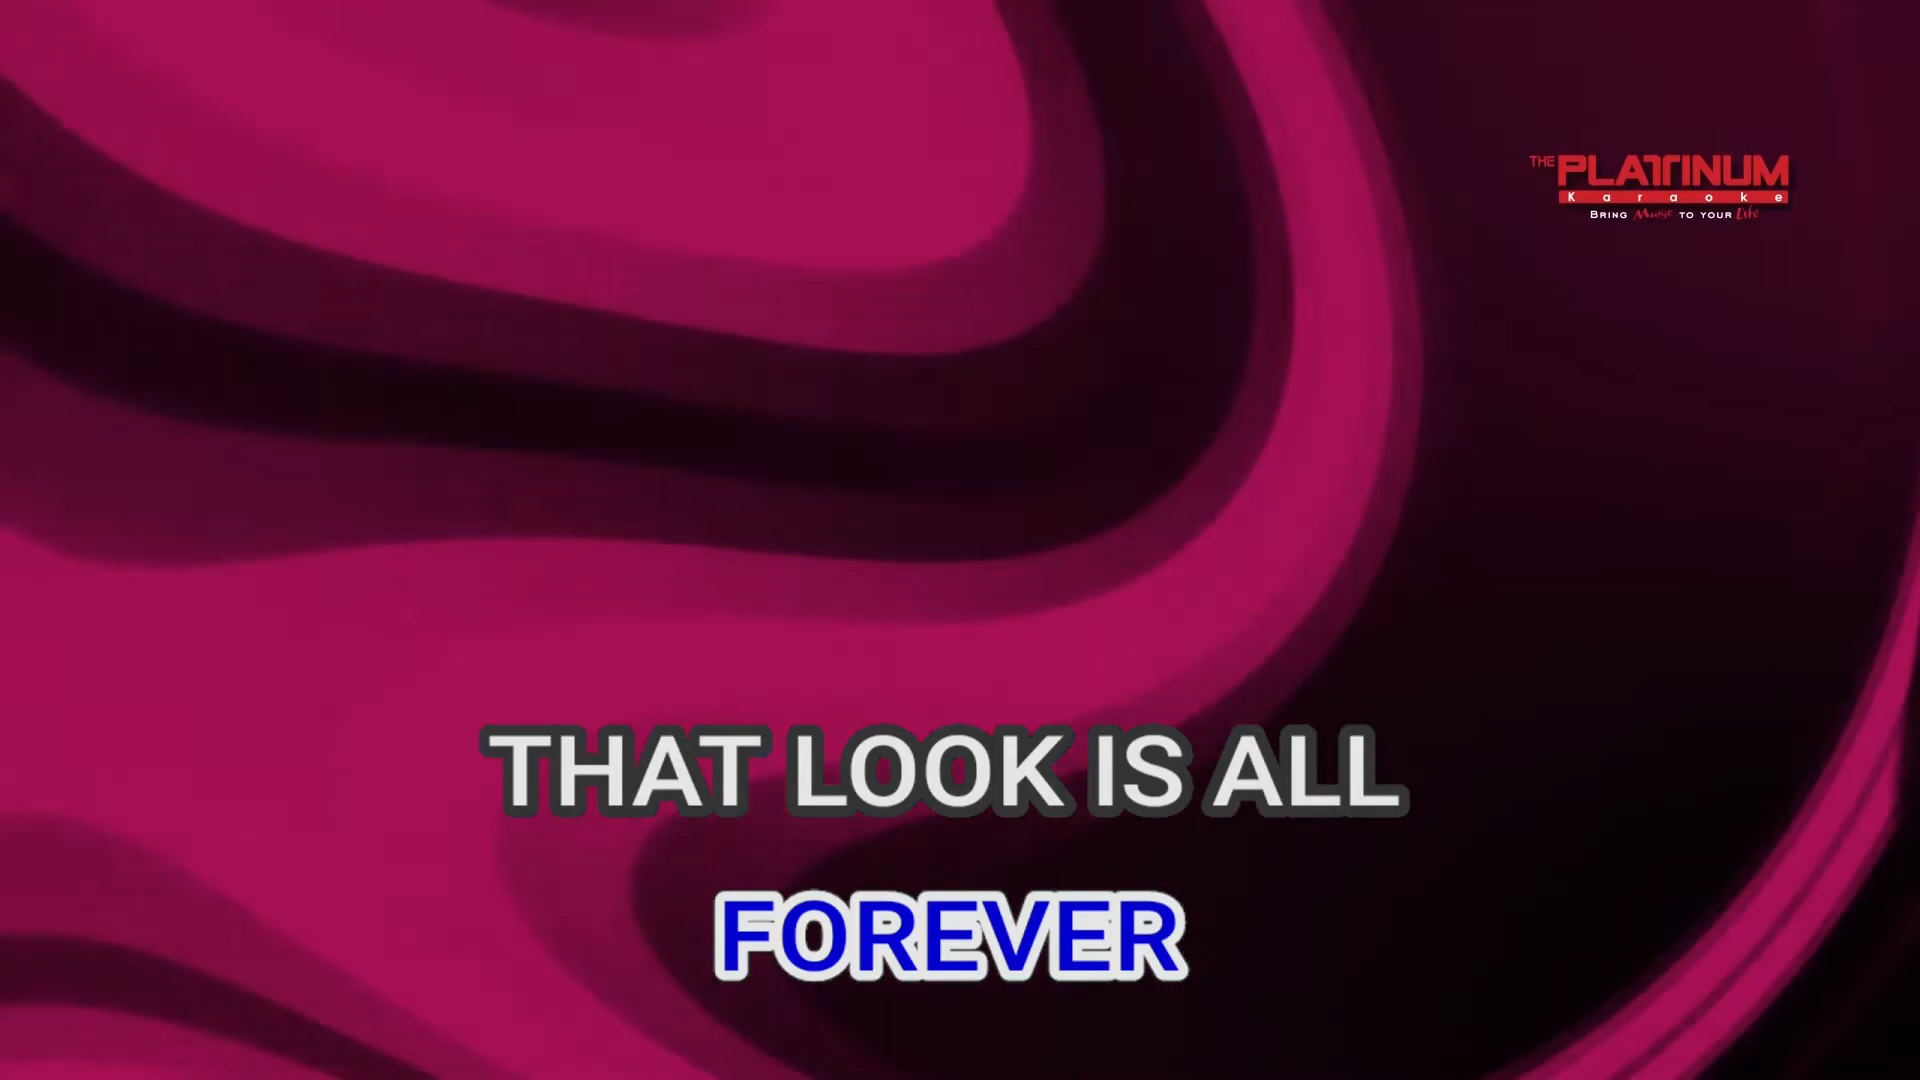 THE PLATINUM
Karaoke
BRING Music TO YOUR Life
THAT LOOK IS ALL
FOREVER